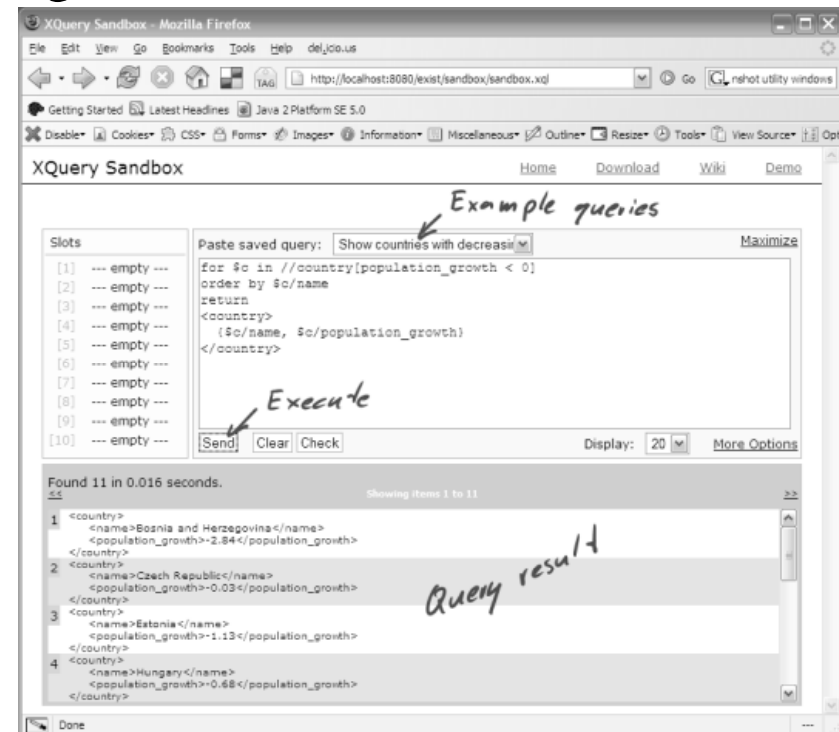 XQuery Sandbox - Mozilla Firefox
File Edit View Go Bookmarks Tools Help del.icio.us
TAG http://localhost:8080/exist/sandbox/sandbox.xql Go G nshot utility windows
Getting Started Latest Headlines Java 2 Platform SE 5.0
Disable Cookies CSS Forms Images Information Miscellaneous Outline Resize Tools View Source Opt
XQuery Sandbox Home Download Wiki Demo
Example queries
Slots Paste saved query: Show countries with decreasin Maximize
[1] --- empty ---
[2] --- empty ---
[3] --- empty ---
[4] --- empty ---
[5] --- empty ---
[6] --- empty ---
[7] --- empty ---
[8] --- empty ---
[9] --- empty ---
[10] --- empty ---
for $c in //country[population_growth < 0]
order by $c/name
return
<country>
{$c/name, $c/population_growth}
</country>
Execute
Send Clear Check Display: 20 More Options
Found 11 in 0.016 seconds.
<< Showing items 1 to 11 >>
1 <country>
<name>Bosnia and Herzegovina</name>
<population_growth>-2.84</population_growth>
</country>
2 <country>
<name>Czech Republic</name>
<population_growth>-0.03</population_growth>
</country>
3 <country>
<name>Estonia</name>
<population_growth>-1.13</population_growth>
</country>
4 <country>
<name>Hungary</name>
<population_growth>-0.68</population_growth>
</country>
Query result
Done ---